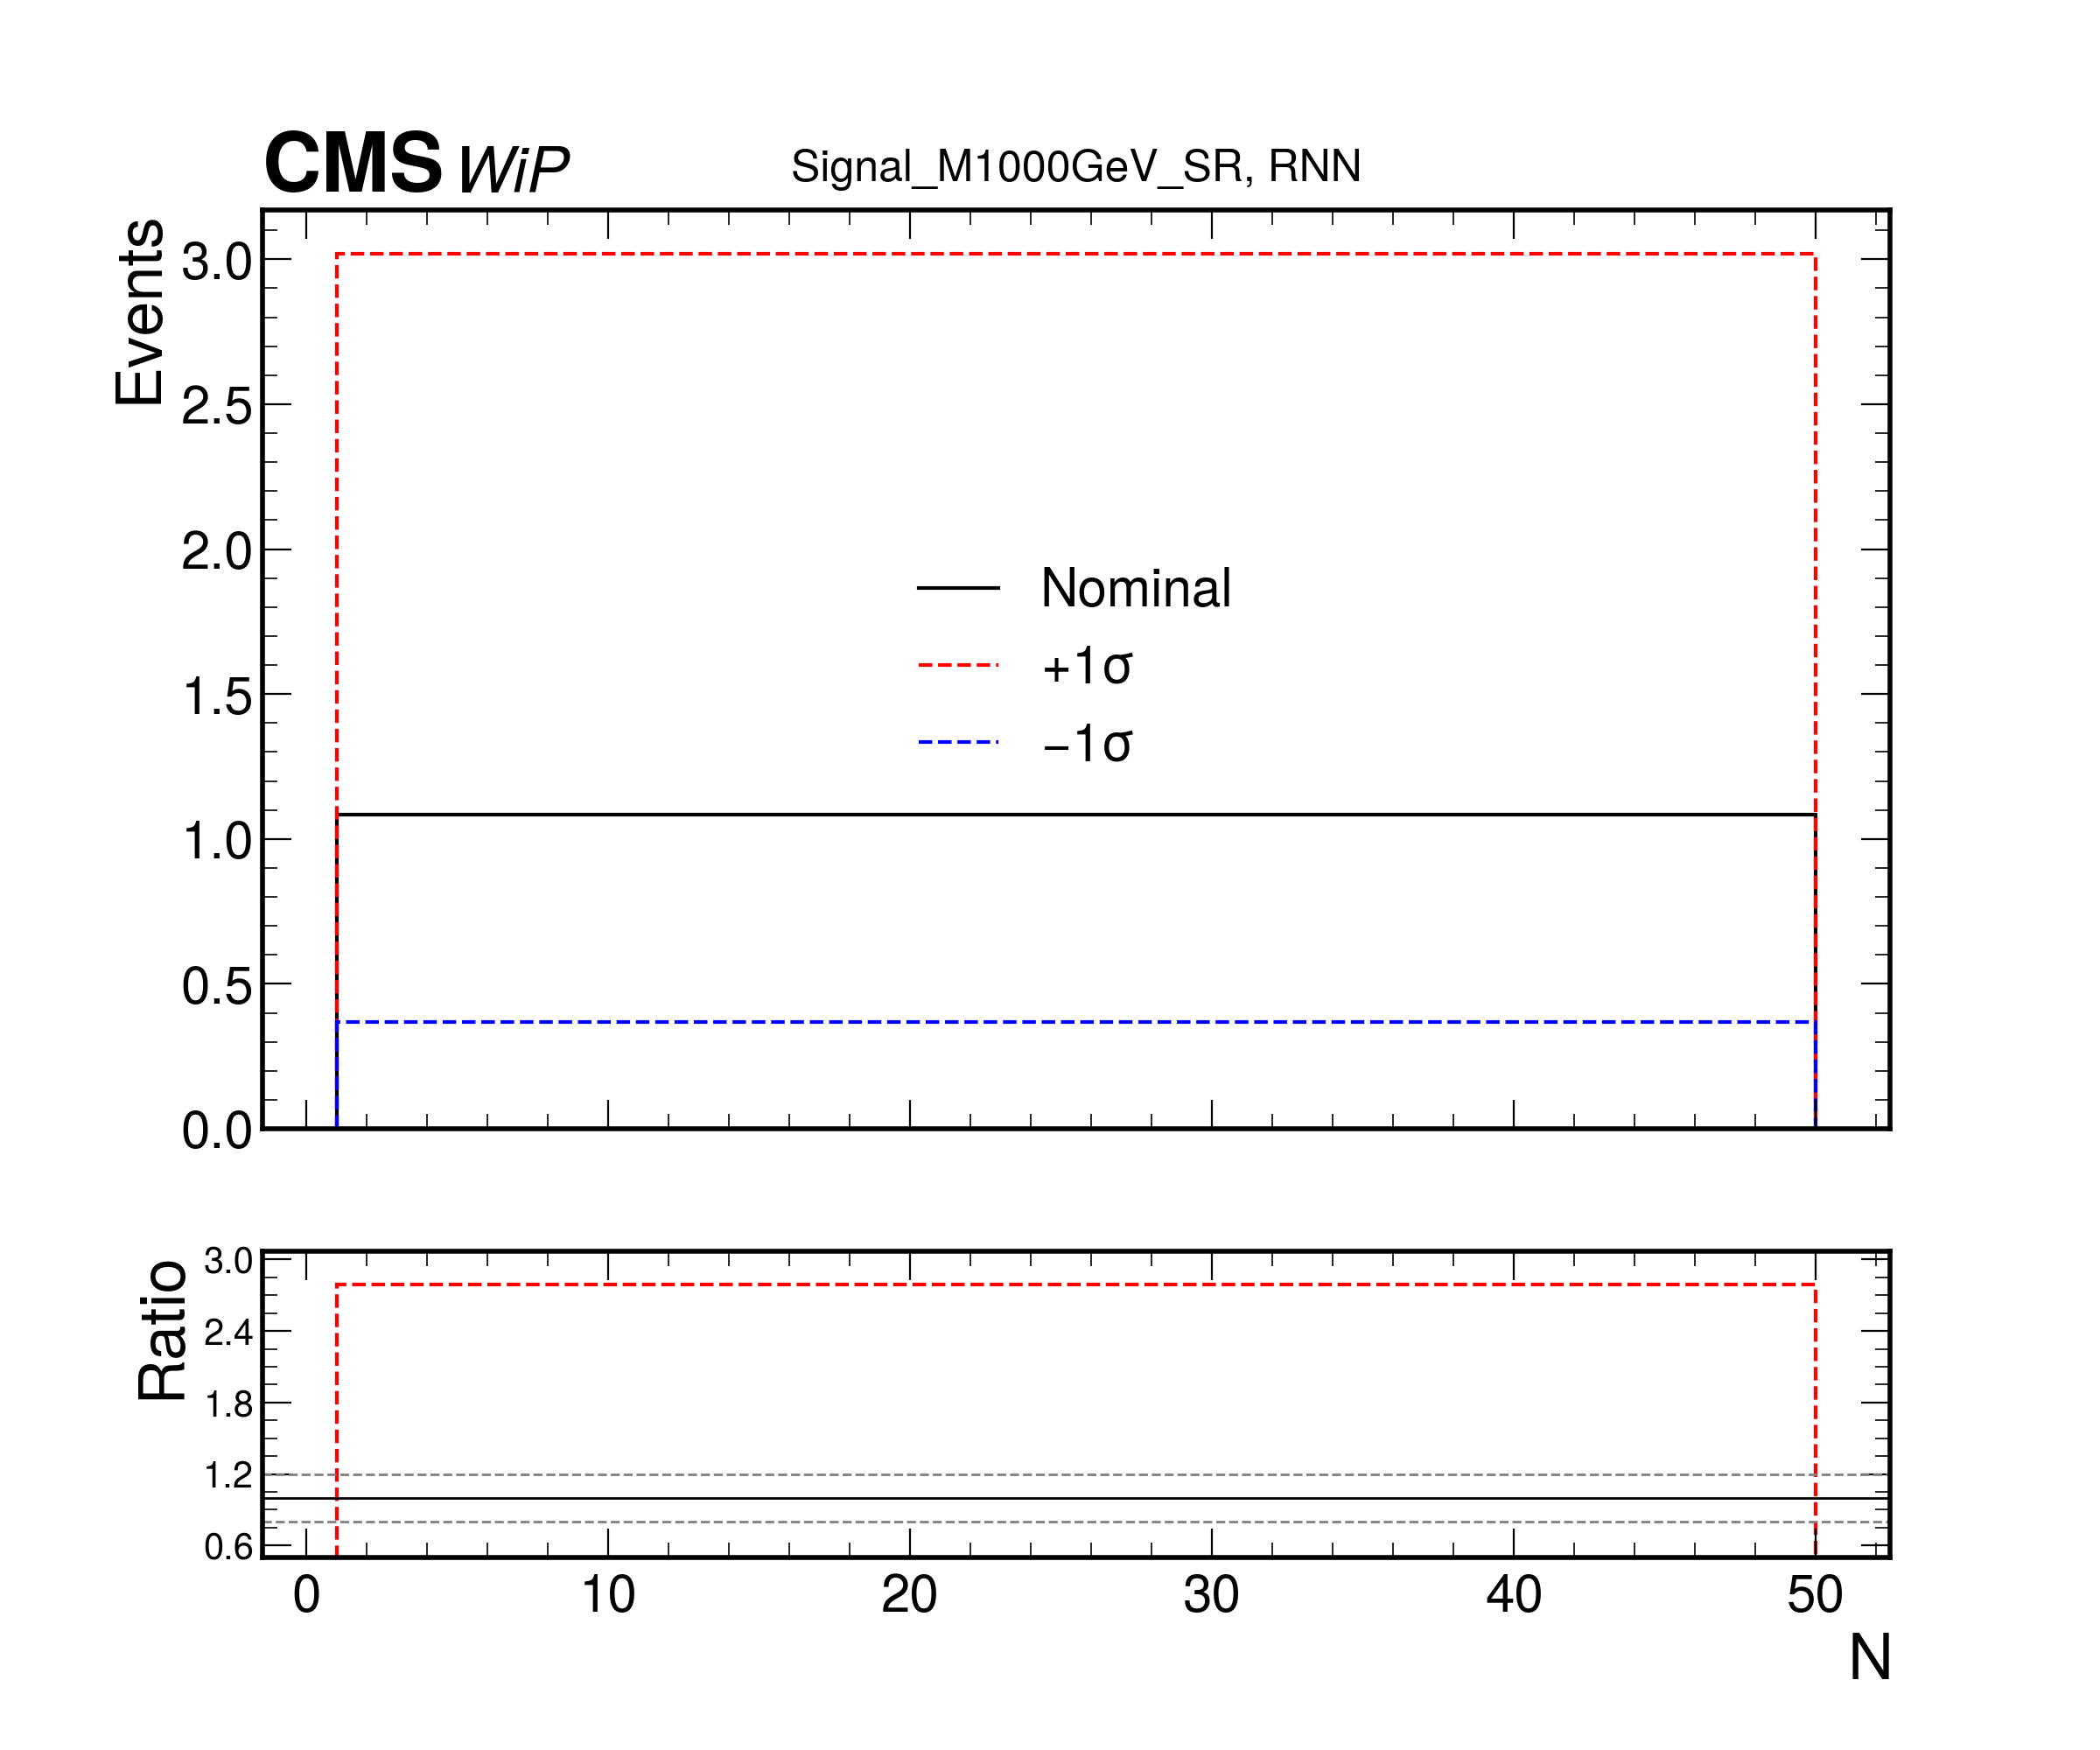 CMS WiP
Signal_M1000GeV_SR, RNN
Events
3.0
2.5
2.0
1.5
1.0
0.5
0.0
Nominal
+1σ
−1σ
Ratio
3.0
2.4
1.8
1.2
0.6
0 10 20 30 40 50
N